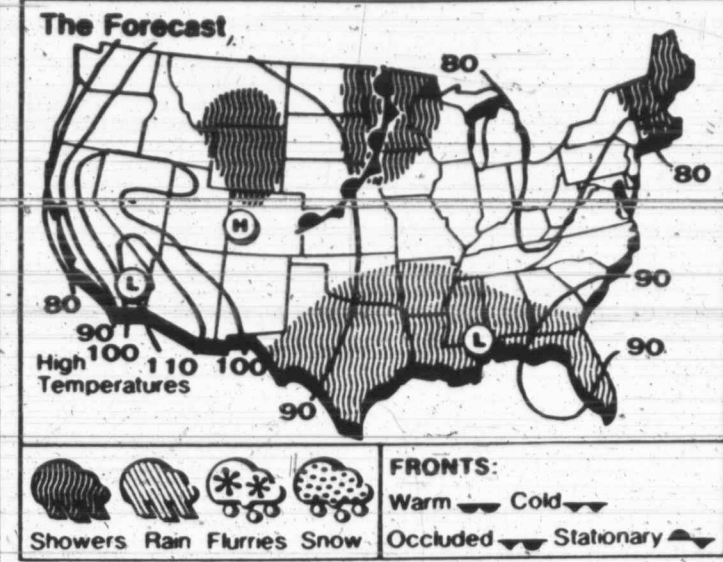 The Forecast
80
80
H
90
L
80
L
90
100
110
100
90
High
Temperatures
90
FRONTS:
Warm Cold
Showers Rain Flurries Snow
Occluded Stationary